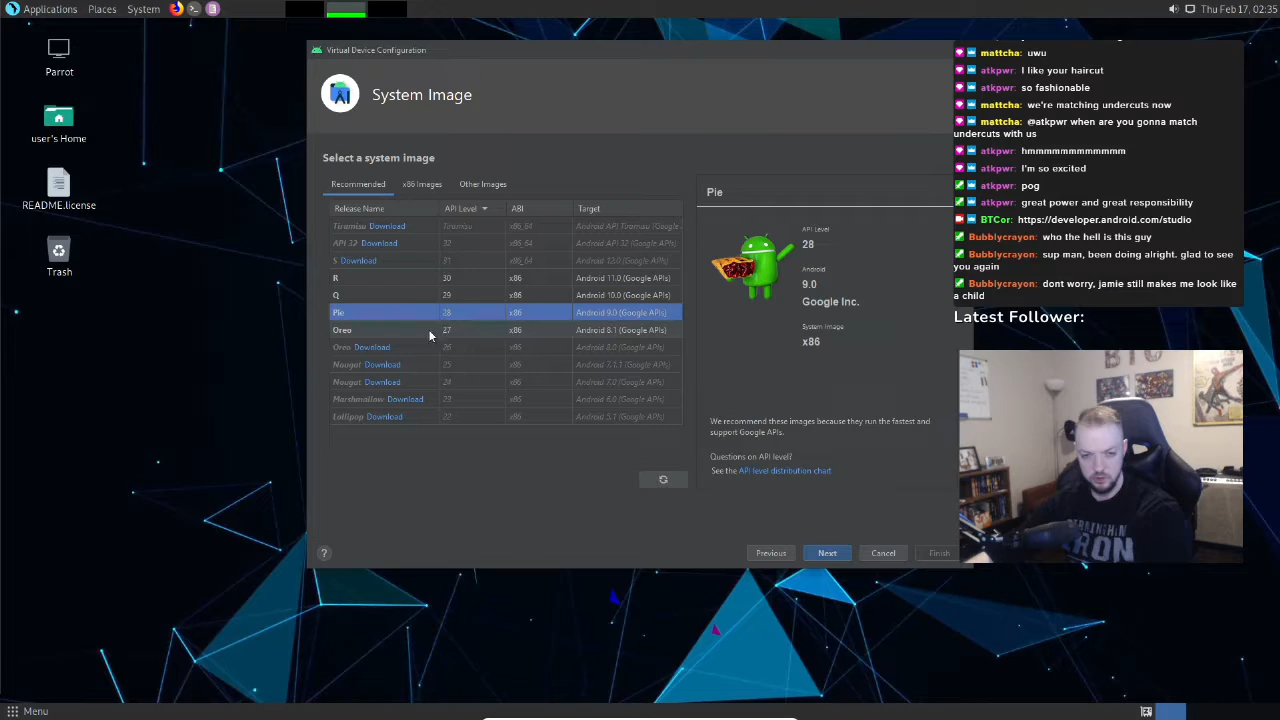 Applications Places System
Thu Feb 17, 02:35
Parrot
user's Home
README.license
Trash
Virtual Device Configuration
System Image
Select a system image
Recommended x86 Images Other Images
Release Name API Level ABI Target
Tiramisu Download Tiramisu x86_64 Android API Tiramisu (Google
API 32 Download 32 x86_64 Android API 32 (Google APIs)
S Download 31 x86_64 Android 12.0 (Google APIs)
R 30 x86 Android 11.0 (Google APIs)
Q 29 x86 Android 10.0 (Google APIs)
Pie 28 x86 Android 9.0 (Google APIs)
Oreo 27 x86 Android 8.1 (Google APIs)
Oreo Download 26 x86 Android 8.0 (Google APIs)
Nougat Download 25 x86 Android 7.1.1 (Google APIs)
Nougat Download 24 x86 Android 7.0 (Google APIs)
Marshmallow Download 23 x86 Android 6.0 (Google APIs)
Lollipop Download 22 x86 Android 5.1 (Google APIs)
Pie
API Level
28
Android
9.0
Google Inc.
System Image
x86
We recommend these images because they run the fastest and
support Google APIs.
Questions on API level?
See the API level distribution chart
?
Previous Next Cancel Finish
mattcha: uwu
atkpwr: I like your haircut
atkpwr: so fashionable
mattcha: we're matching undercuts now
mattcha: @atkpwr when are you gonna match
undercuts with us
atkpwr: hmmmmmmmmmmm
atkpwr: I'm so excited
atkpwr: pog
atkpwr: great power and great responsibility
BTCor: https://developer.android.com/studio
Bubblycrayon: who the hell is this guy
Bubblycrayon: sup man, been doing alright. glad to see
you again
Bubblycrayon: dont worry, jamie still makes me look like
a child
Latest Follower:
IRON
Menu